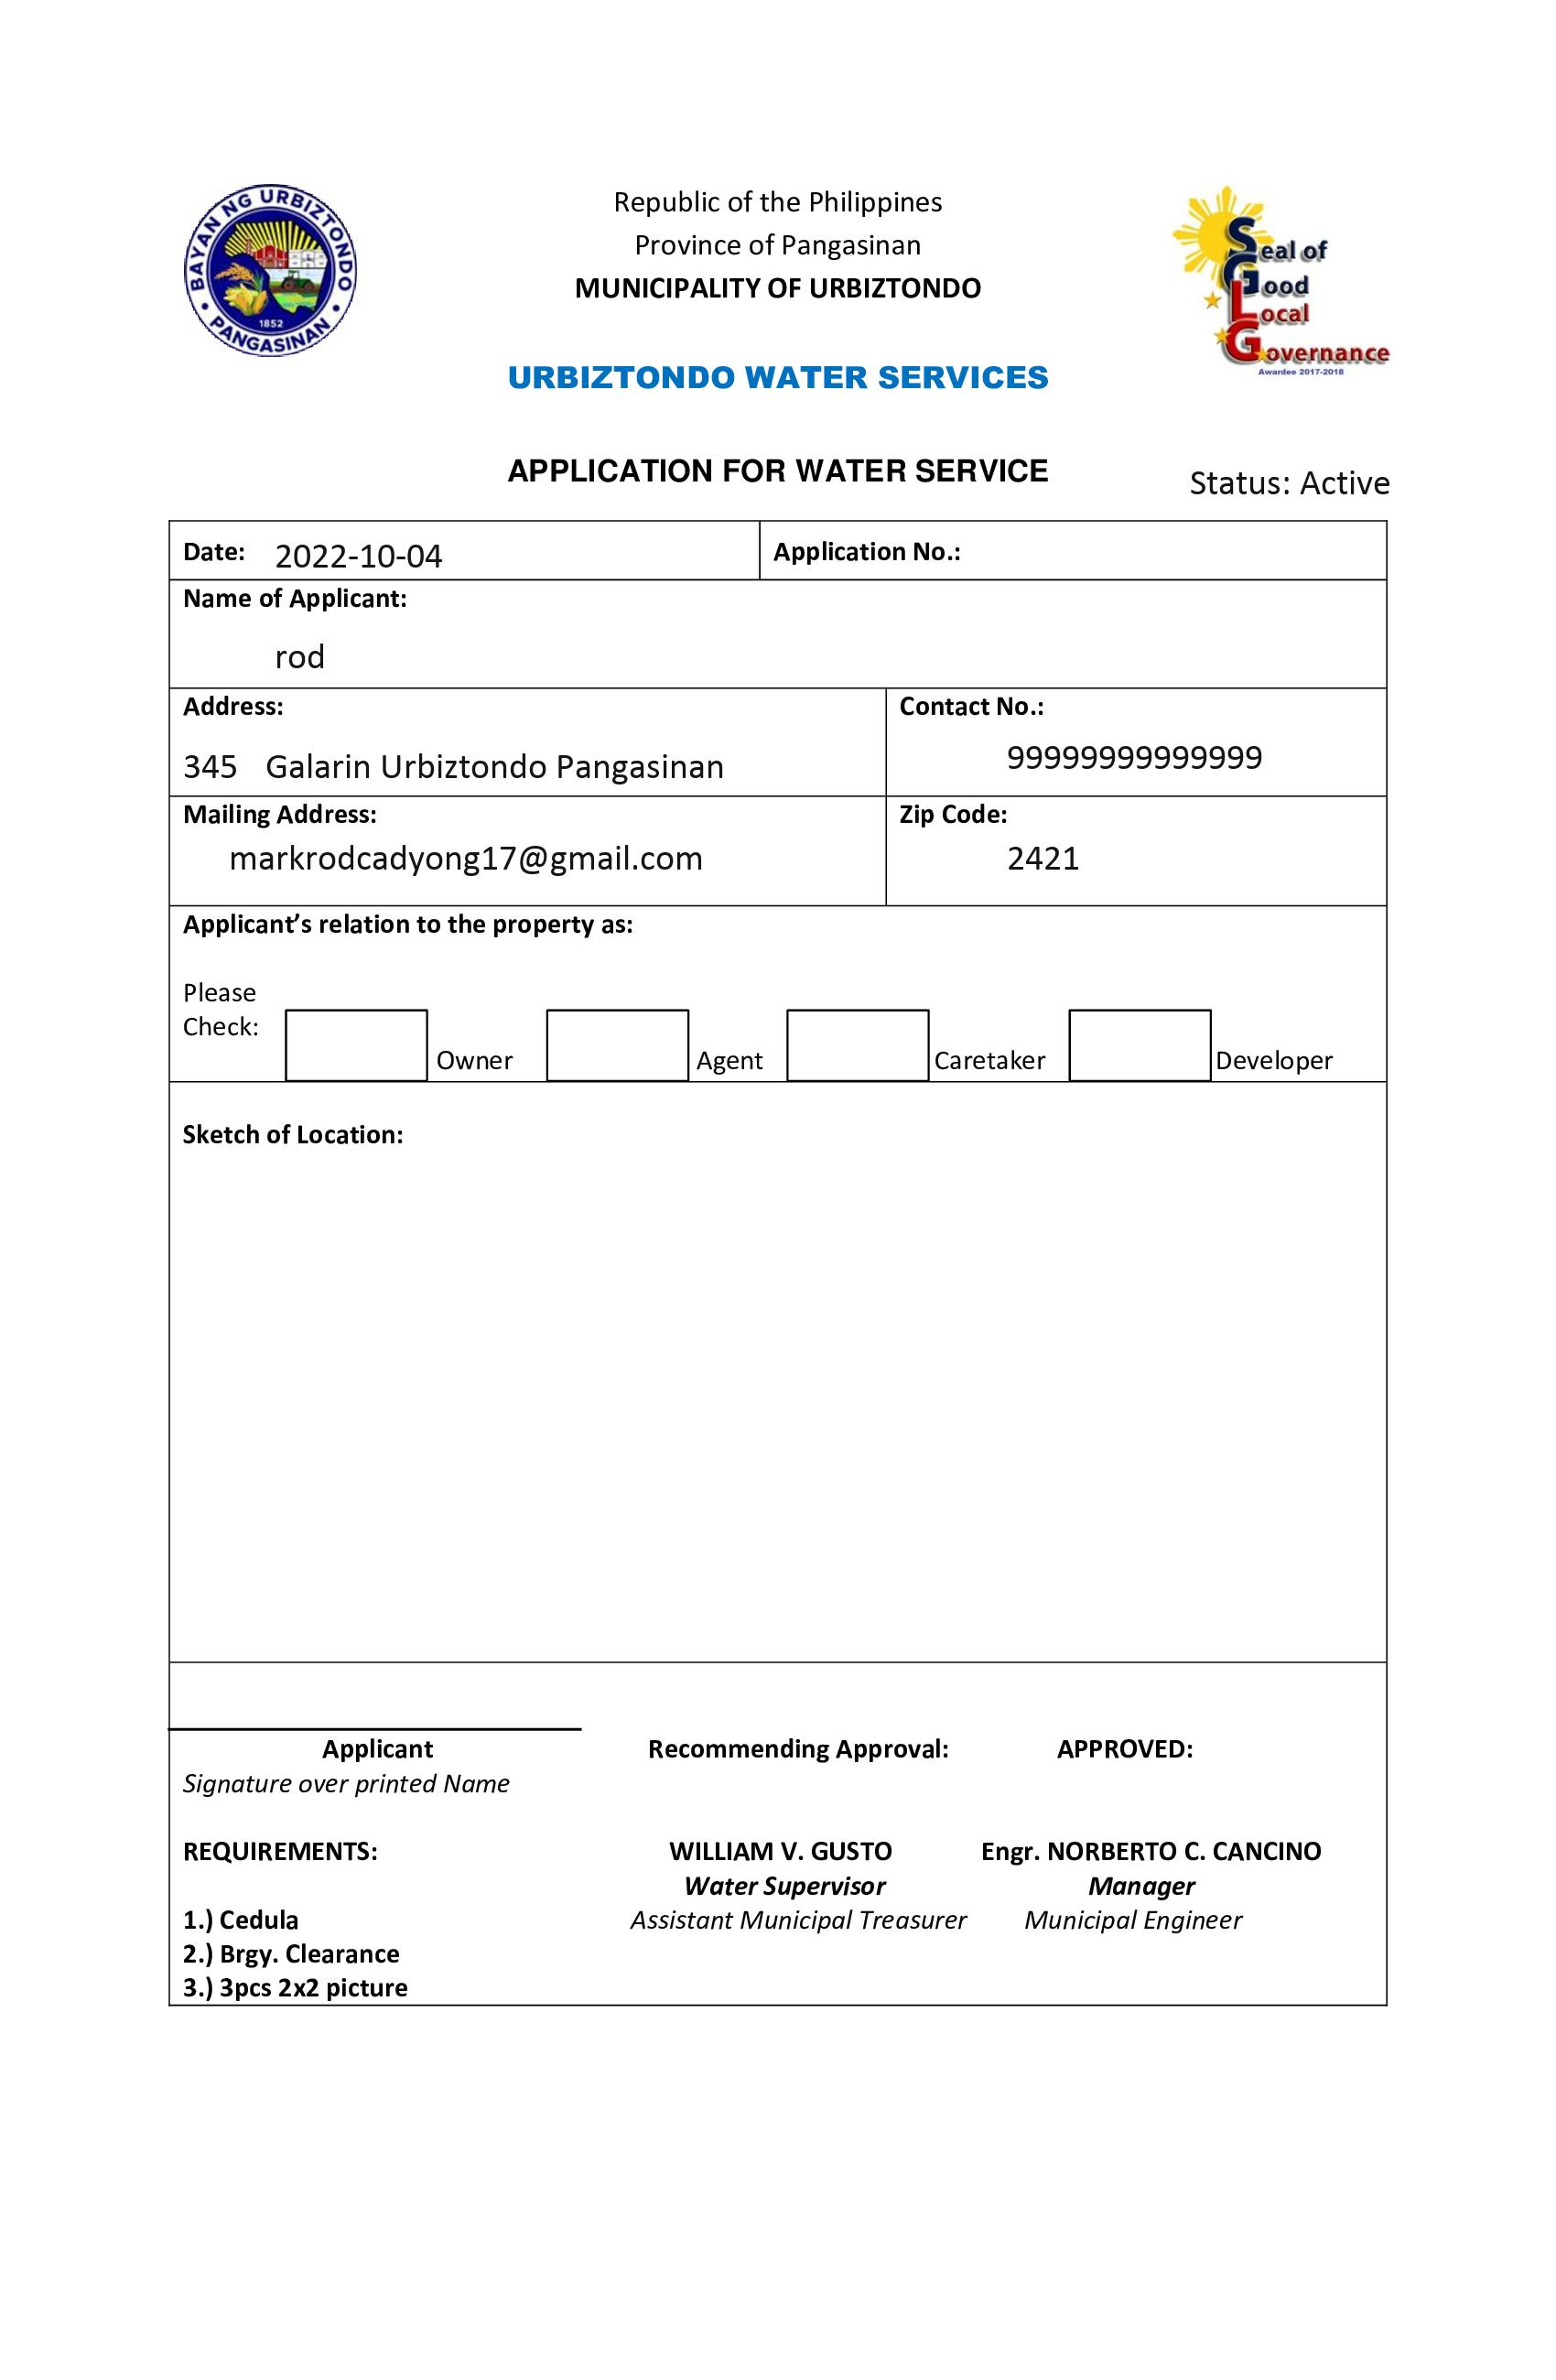 BAYAN NG URBIZTONDO
1852
PANGASINAN
Republic of the Philippines
Province of Pangasinan
MUNICIPALITY OF URBIZTONDO
Seal of
Good
Local
Governance
Awardee 2017-2018
URBIZTONDO WATER SERVICES
APPLICATION FOR WATER SERVICE
Status: Active
Date: 2022-10-04
Application No.:
Name of Applicant:
rod
Address:
Contact No.:
345 Galarin Urbiztondo Pangasinan
99999999999999
Mailing Address:
Zip Code:
markrodcadyong17@gmail.com
2421
Applicant’s relation to the property as:
Please
Check:
Owner Agent Caretaker Developer
Sketch of Location:
Applicant Recommending Approval: APPROVED:
Signature over printed Name
REQUIREMENTS: WILLIAM V. GUSTO Engr. NORBERTO C. CANCINO
Water Supervisor Manager
1.) Cedula Assistant Municipal Treasurer Municipal Engineer
2.) Brgy. Clearance
3.) 3pcs 2x2 picture